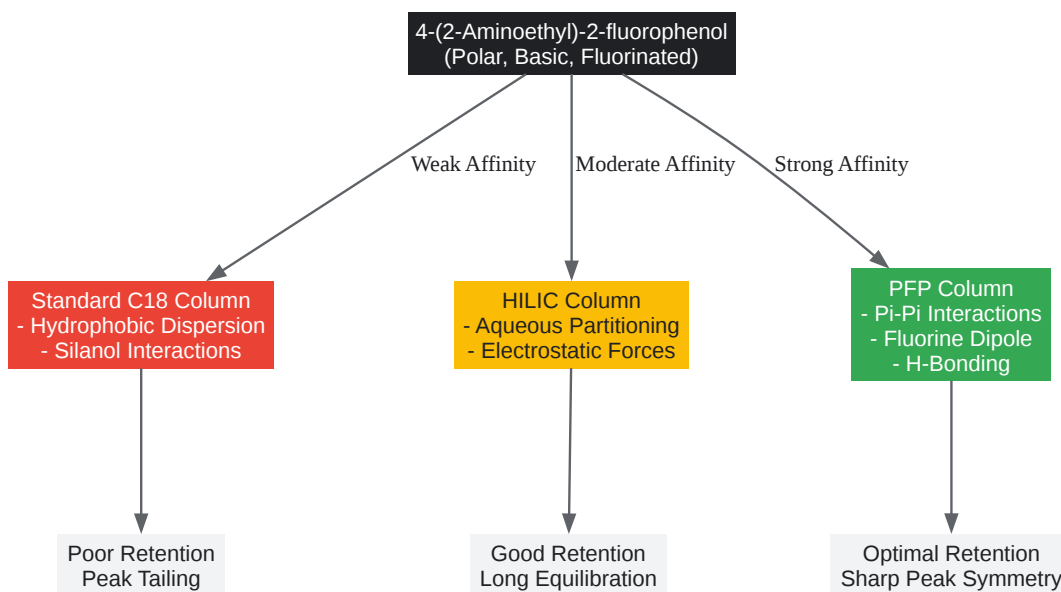 4-(2-Aminoethyl)-2-fluorophenol
(Polar, Basic, Fluorinated)
Weak Affinity
Moderate Affinity
Strong Affinity
Standard C18 Column
- Hydrophobic Dispersion
- Silanol Interactions
HILIC Column
- Aqueous Partitioning
- Electrostatic Forces
PFP Column
- Pi-Pi Interactions
- Fluorine Dipole
- H-Bonding
Poor Retention
Peak Tailing
Good Retention
Long Equilibration
Optimal Retention
Sharp Peak Symmetry